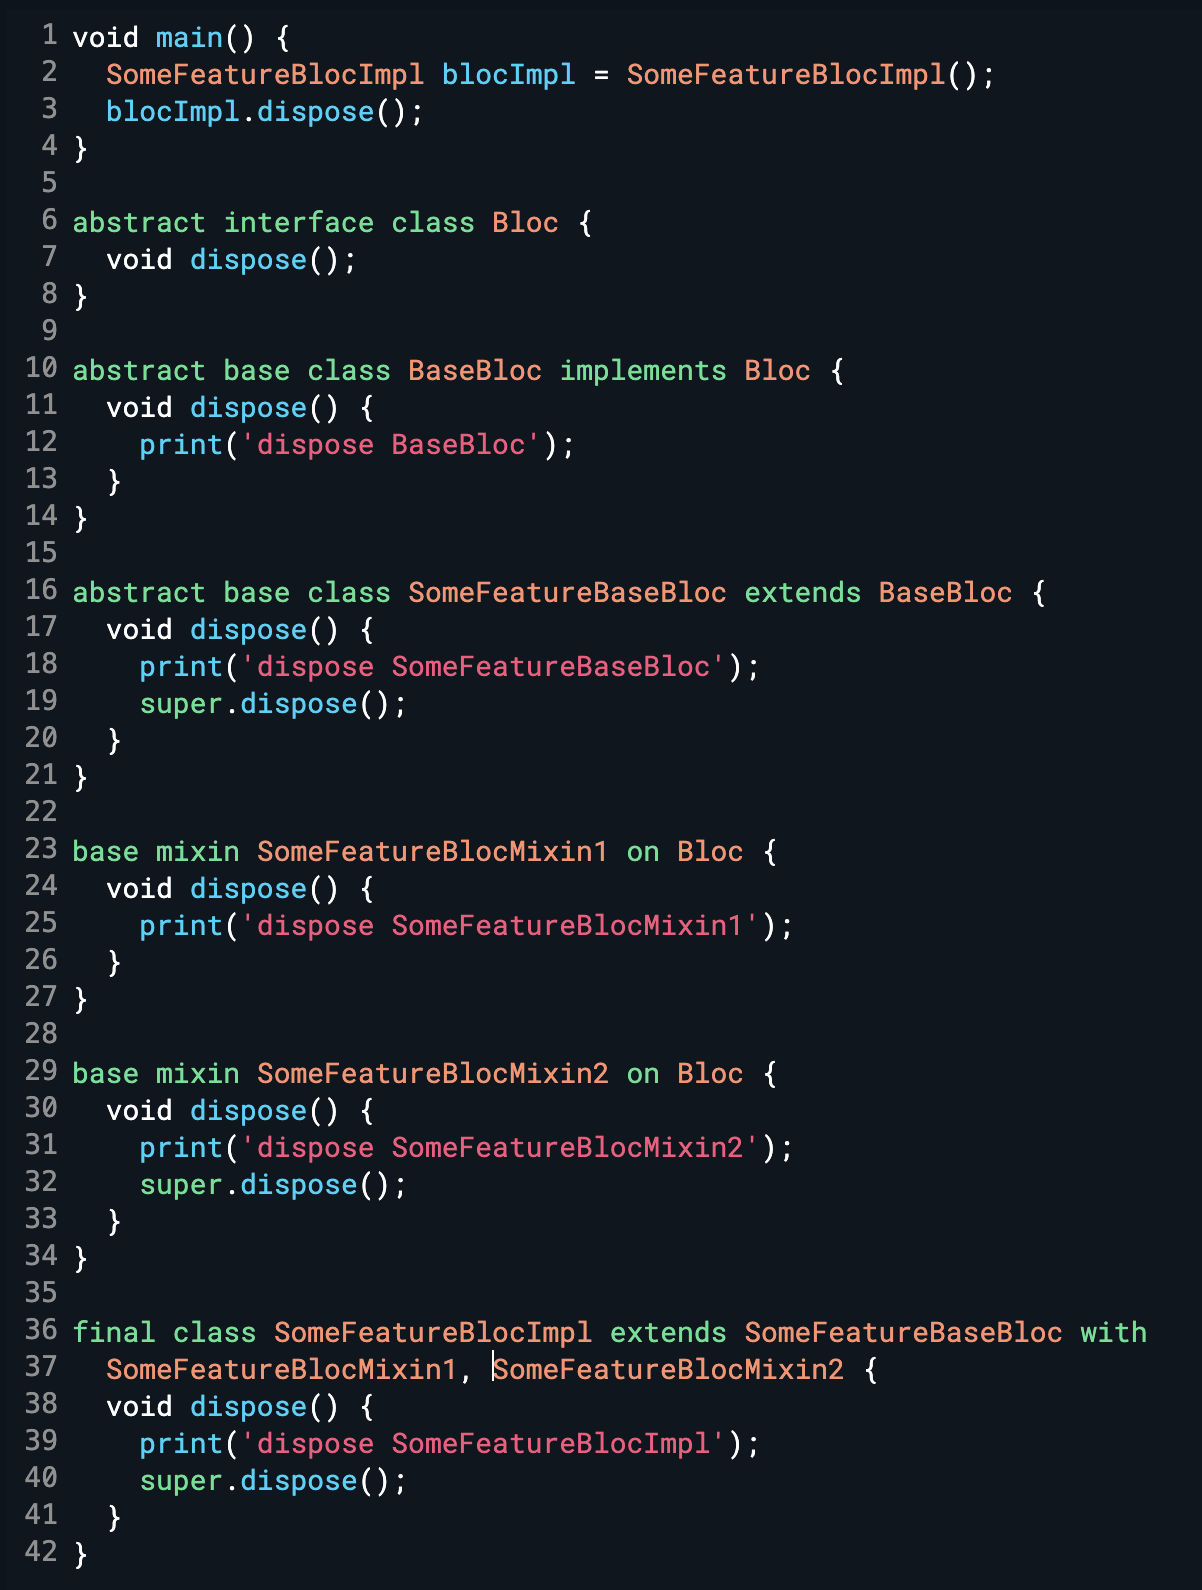 1 void main() {
2   SomeFeatureBlocImpl blocImpl = SomeFeatureBlocImpl();
3   blocImpl.dispose();
4 }
5
6 abstract interface class Bloc {
7   void dispose();
8 }
9
10 abstract base class BaseBloc implements Bloc {
11   void dispose() {
12     print('dispose BaseBloc');
13   }
14 }
15
16 abstract base class SomeFeatureBaseBloc extends BaseBloc {
17   void dispose() {
18     print('dispose SomeFeatureBaseBloc');
19     super.dispose();
20   }
21 }
22
23 base mixin SomeFeatureBlocMixin1 on Bloc {
24   void dispose() {
25     print('dispose SomeFeatureBlocMixin1');
26   }
27 }
28
29 base mixin SomeFeatureBlocMixin2 on Bloc {
30   void dispose() {
31     print('dispose SomeFeatureBlocMixin2');
32     super.dispose();
33   }
34 }
35
36 final class SomeFeatureBlocImpl extends SomeFeatureBaseBloc with
37   SomeFeatureBlocMixin1, SomeFeatureBlocMixin2 {
38   void dispose() {
39     print('dispose SomeFeatureBlocImpl');
40     super.dispose();
41   }
42 }